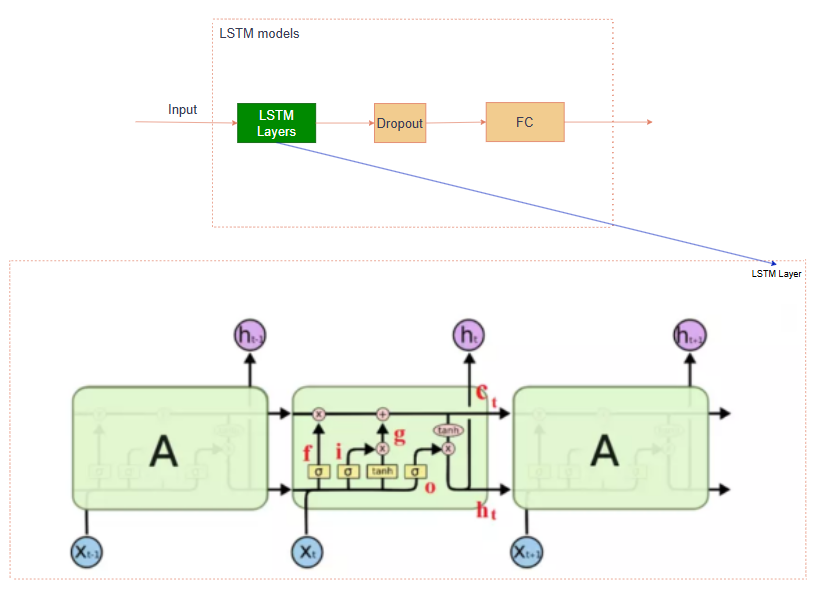 LSTM models
Input
LSTM
Layers
Dropout
FC
LSTM Layer
ht-1
ht
ht+1
Ct
A
x
+
tanh
A
f
i
g
x
x
σ
σ
tanh
σ
o
ht
Xt-1
Xt
Xt+1